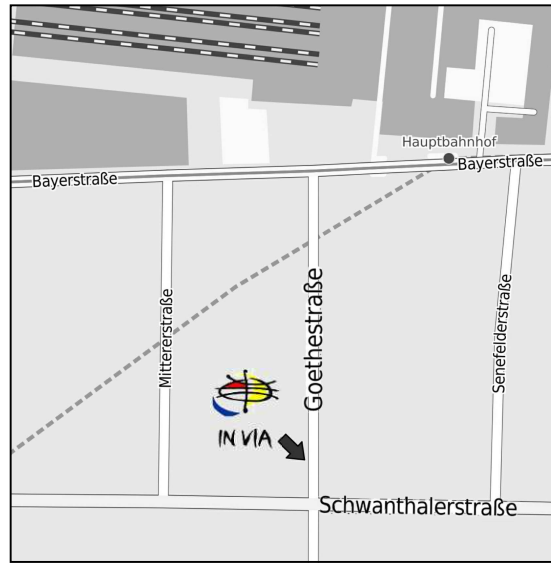 Hauptbahnhof
Bayerstraße
Bayerstraße
Mittererstraße
Goethestraße
Senefelderstraße
IN VIA
Schwanthalerstraße